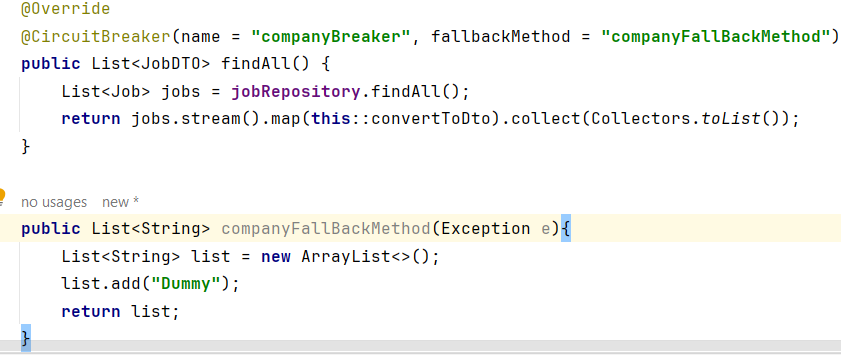 @Override
@CircuitBreaker(name = "companyBreaker", fallbackMethod = "companyFallBackMethod")
public List<JobDTO> findAll() {
    List<Job> jobs = jobRepository.findAll();
    return jobs.stream().map(this::convertToDto).collect(Collectors.toList());
}
no usages   new *
public List<String> companyFallBackMethod(Exception e){
    List<String> list = new ArrayList<>();
    list.add("Dummy");
    return list;
}